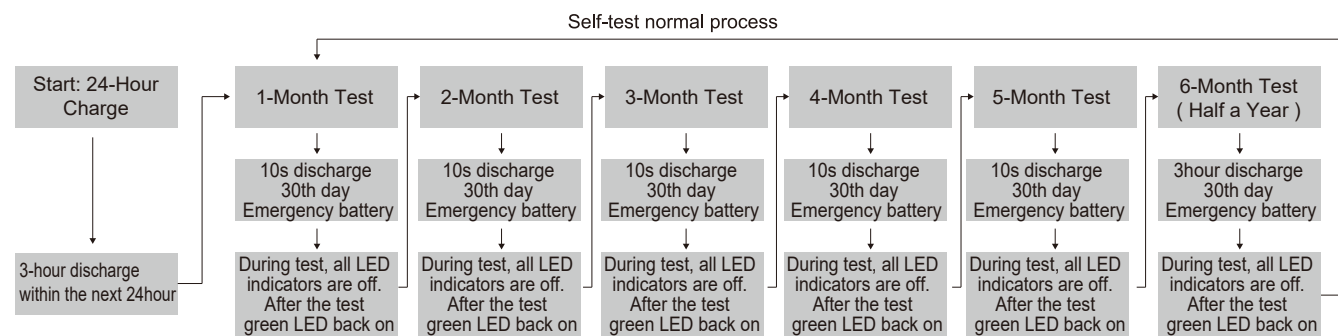 Self-test normal process
Start: 24-Hour
Charge
3-hour discharge
within the next 24hour
1-Month Test
10s discharge
30th day
Emergency battery
During test, all LED
indicators are off.
After the test
green LED back on
2-Month Test
10s discharge
30th day
Emergency battery
During test, all LED
indicators are off.
After the test
green LED back on
3-Month Test
10s discharge
30th day
Emergency battery
During test, all LED
indicators are off.
After the test
green LED back on
4-Month Test
10s discharge
30th day
Emergency battery
During test, all LED
indicators are off.
After the test
green LED back on
5-Month Test
10s discharge
30th day
Emergency battery
During test, all LED
indicators are off.
After the test
green LED back on
6-Month Test
( Half a Year )
3hour discharge
30th day
Emergency battery
During test, all LED
indicators are off.
After the test
green LED back on